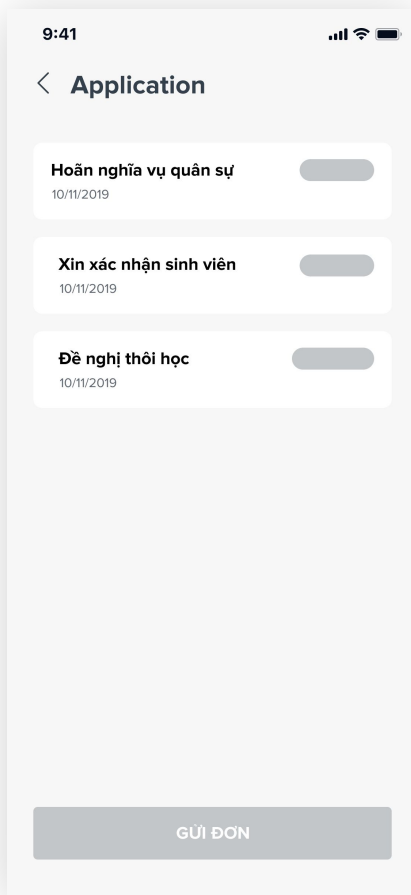 9:41
Application
Hoãn nghĩa vụ quân sự
10/11/2019
Xin xác nhận sinh viên
10/11/2019
Đề nghị thôi học
10/11/2019
GỬI ĐƠN